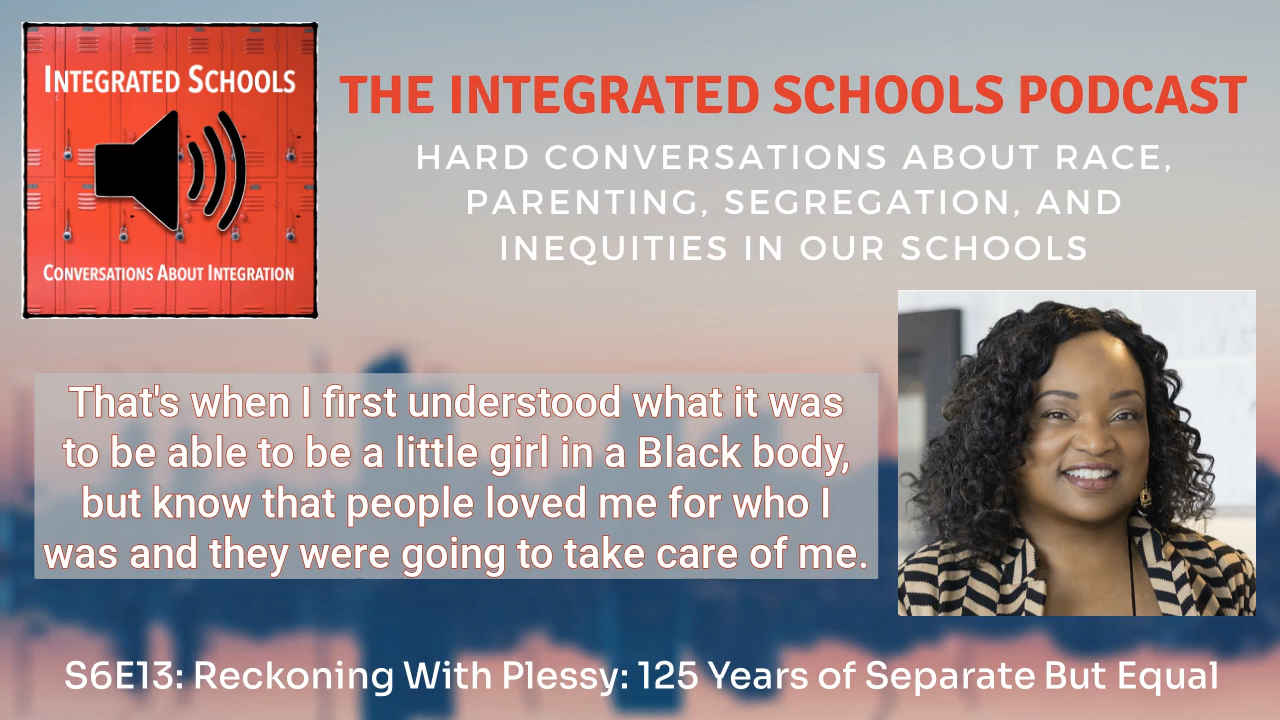 INTEGRATED SCHOOLS
CONVERSATIONS ABOUT INTEGRATION
THE INTEGRATED SCHOOLS PODCAST
HARD CONVERSATIONS ABOUT RACE,
PARENTING, SEGREGATION, AND
INEQUITIES IN OUR SCHOOLS
That's when I first understood what it was
to be able to be a little girl in a Black body,
but know that people loved me for who I
was and they were going to take care of me.
S6E13: Reckoning With Plessy: 125 Years of Separate But Equal